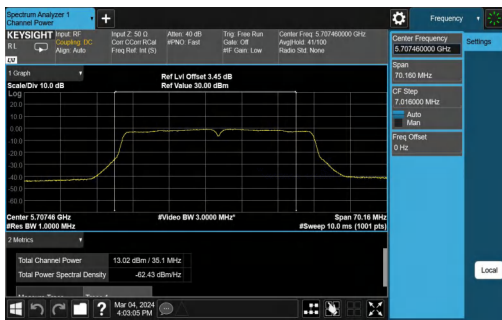 Spectrum Analyzer 1
Channel Power
Frequency
Settings
KEYSIGHT
Input: RF
Coupling: DC
Align: Auto
Input Z: 50 Ω
Corr CCorr RCal
Freq Ref: Int (S)
Atten: 40 dB
#PNO: Fast
Trig: Free Run
Gate: Off
#IF Gain: Low
Center Freq: 5.707460000 GHz
Avg|Hold: 41/100
Radio Std: None
RL
LVI
Center Frequency
5.707460000 GHz
Span
70.160 MHz
CF Step
7.016000 MHz
Auto
Man
Freq Offset
0 Hz
Local
1 Graph
Scale/Div 10.0 dB
Ref Lvl Offset 3.45 dB
Ref Value 30.00 dBm
Log
20.0
10.0
0.00
-10.0
-20.0
-30.0
-40.0
-50.0
-60.0
Center 5.70746 GHz
#Video BW 3.0000 MHz*
Span 70.16 MHz
#Res BW 1.0000 MHz
#Sweep 10.0 ms (1001 pts)
2 Metrics
Total Channel Power
13.02 dBm / 35.1 MHz
Total Power Spectral Density
-62.43 dBm/Hz
?
Mar 04, 2024
4:03:05 PM